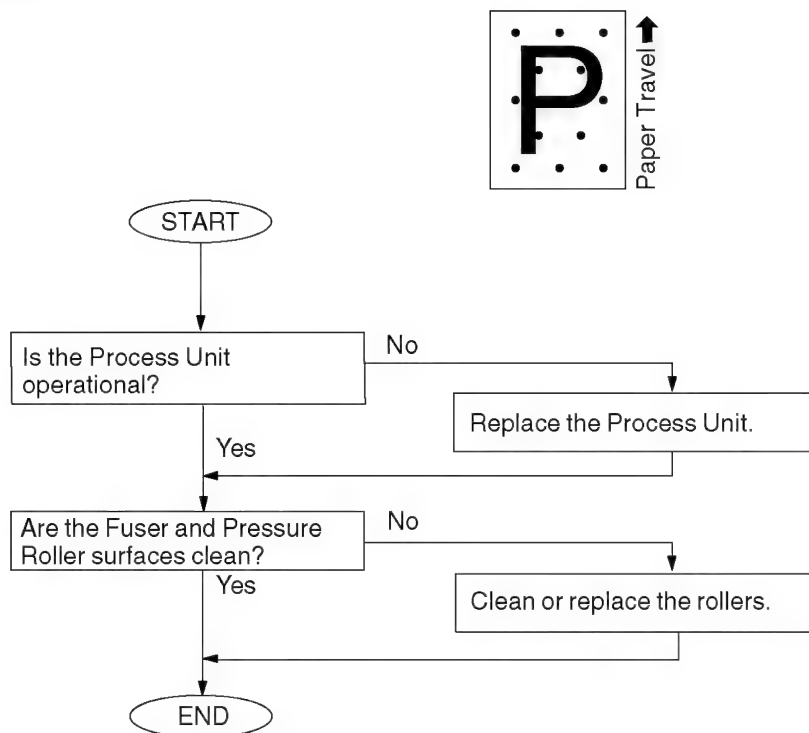 P
Paper Travel
START
Is the Process Unit
operational?
No
Replace the Process Unit.
Yes
Are the Fuser and Pressure
Roller surfaces clean?
No
Yes
Clean or replace the rollers.
END